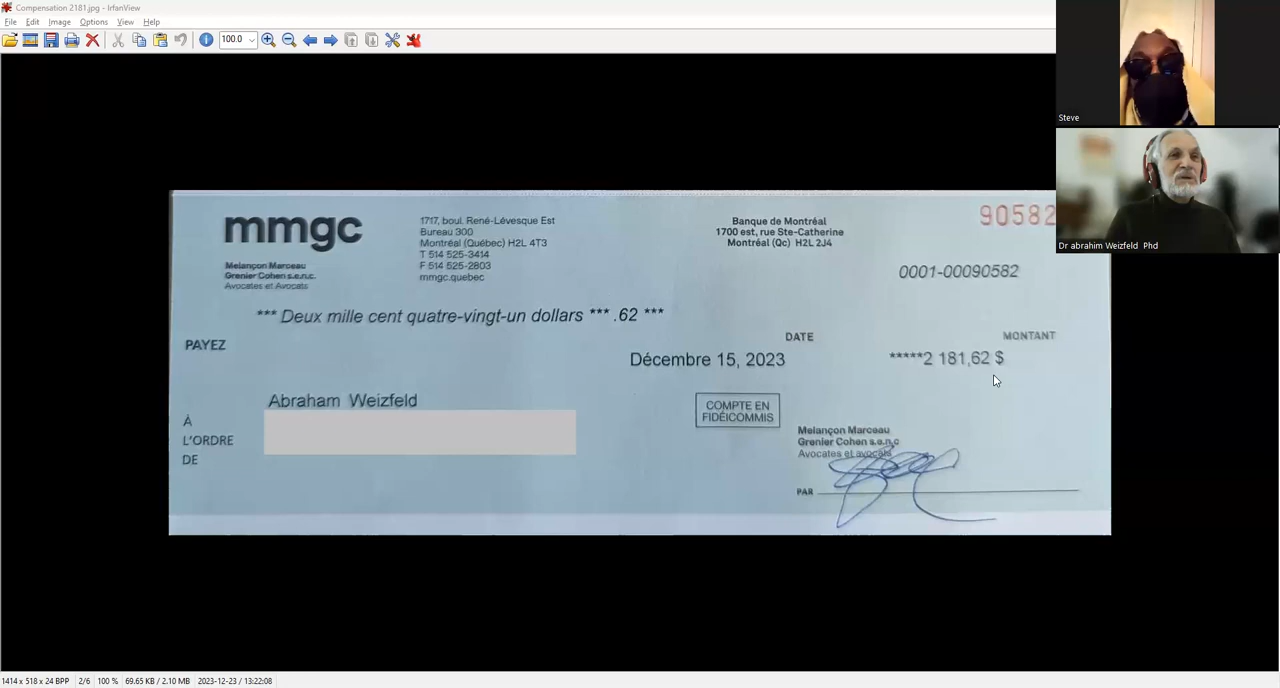 Compensation 2181.jpg - IrfanView
File Edit Image Options View Help
100.0
Steve
Dr abrahim Weizfeld Phd
mmgc
Melançon Marceau
Grenier Cohen s.e.n.c.
Avocates et Avocats
1717, boul. René-Lévesque Est
Bureau 300
Montréal (Québec) H2L 4T3
T 514 525-3414
F 514 525-2803
mmgc.quebec
Banque de Montréal
1700 est, rue Ste-Catherine
Montréal (Qc) H2L 2J4
90582
0001-00090582
*** Deux mille cent quatre-vingt-un dollars *** .62 ***
PAYEZ
DATE
MONTANT
Décembre 15, 2023
*****2 181,62 $
Abraham Weizfeld
À
L'ORDRE
DE
COMPTE EN
FIDÉICOMMIS
Melançon Marceau
Grenier Cohen s.e.n.c
Avocates et avocats
PAR
1414 x 518 x 24 BPP 2/6 100 % 69.65 KB / 2.10 MB 2023-12-23 / 13:22:08